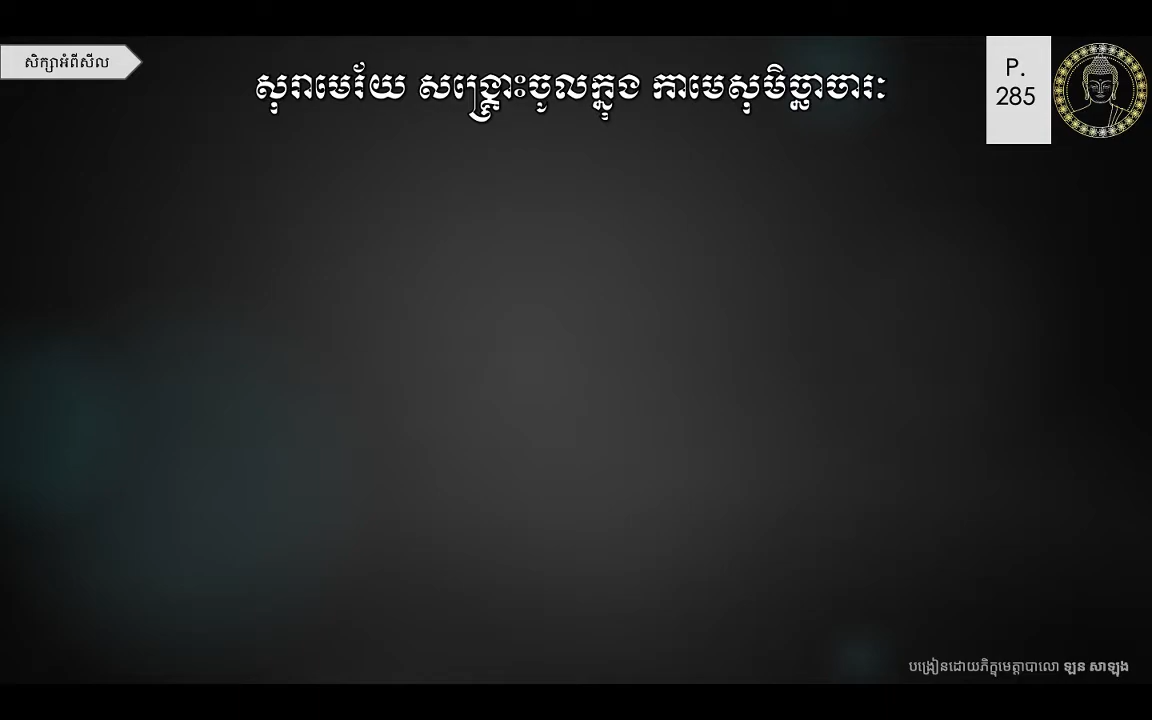 សិក្សាអំពីសីល
សុរាមេរ័យ សង្គ្រោះចូលក្នុង កាមេសុមិច្ឆាចារៈ
P.
285
បង្រៀនដោយភិក្ខុមេត្តាបាលោ ឡុន សាឡុង